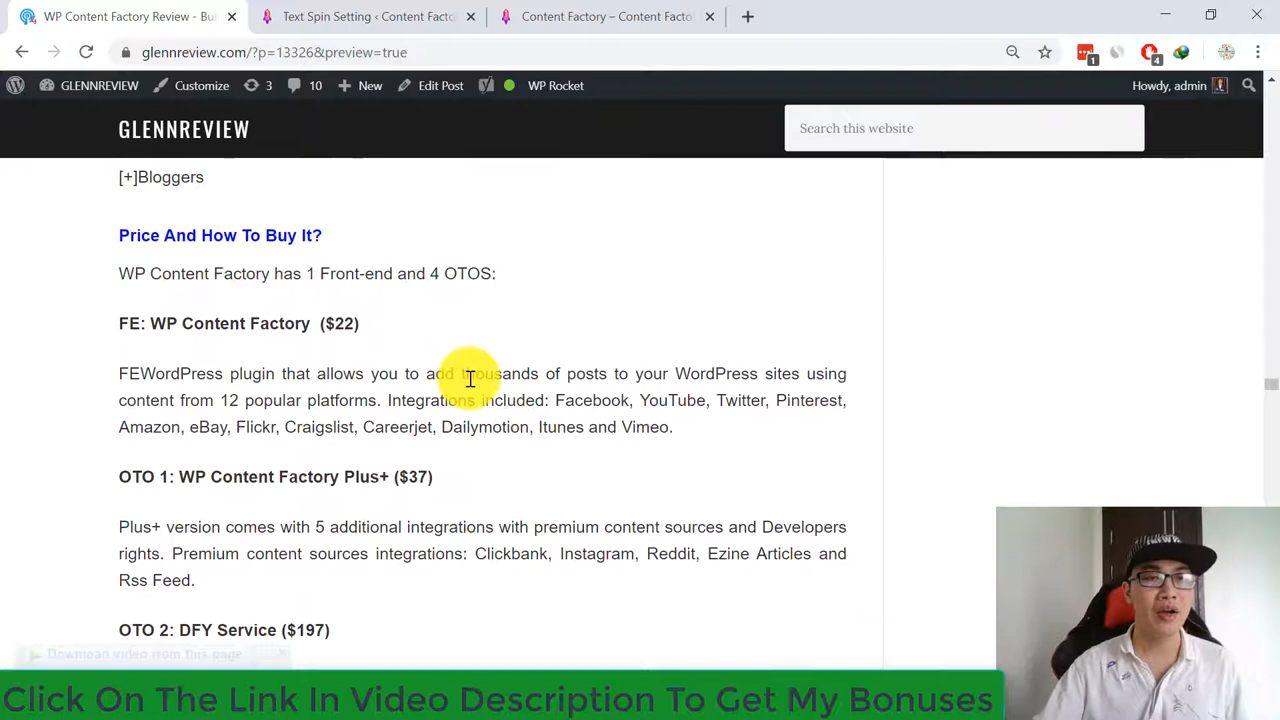 WP Content Factory Review - Bu
Text Spin Setting ‹ Content Facto
Content Factory – Content Facto
glennreview.com/?p=13326&preview=true
1
4
GLENNREVIEW
Customize
3
10
New
Edit Post
WP Rocket
Howdy, admin
GLENNREVIEW
Search this website
[+]Bloggers
Price And How To Buy It?
WP Content Factory has 1 Front-end and 4 OTOS:
FE: WP Content Factory ($22)
FEWordPress plugin that allows you to add thousands of posts to your WordPress sites using
content from 12 popular platforms. Integrations included: Facebook, YouTube, Twitter, Pinterest,
Amazon, eBay, Flickr, Craigslist, Careerjet, Dailymotion, Itunes and Vimeo.
OTO 1: WP Content Factory Plus+ ($37)
Plus+ version comes with 5 additional integrations with premium content sources and Developers
rights. Premium content sources integrations: Clickbank, Instagram, Reddit, Ezine Articles and
Rss Feed.
OTO 2: DFY Service ($197)
Download video from this page
Click On The Link In Video Description To Get My Bonuses